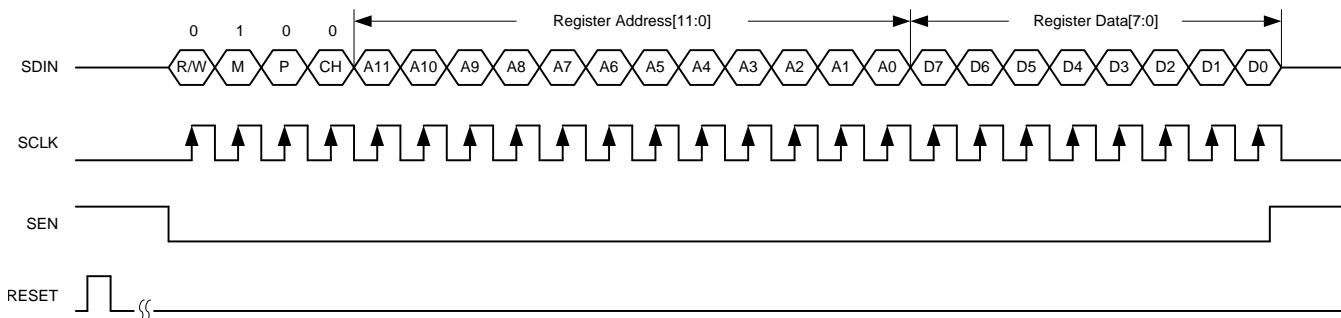 Register Address[11:0] Register Data[7:0]
0 1 0 0
SDIN R/W M P CH A11 A10 A9 A8 A7 A6 A5 A4 A3 A2 A1 A0 D7 D6 D5 D4 D3 D2 D1 D0
SCLK
SEN
RESET